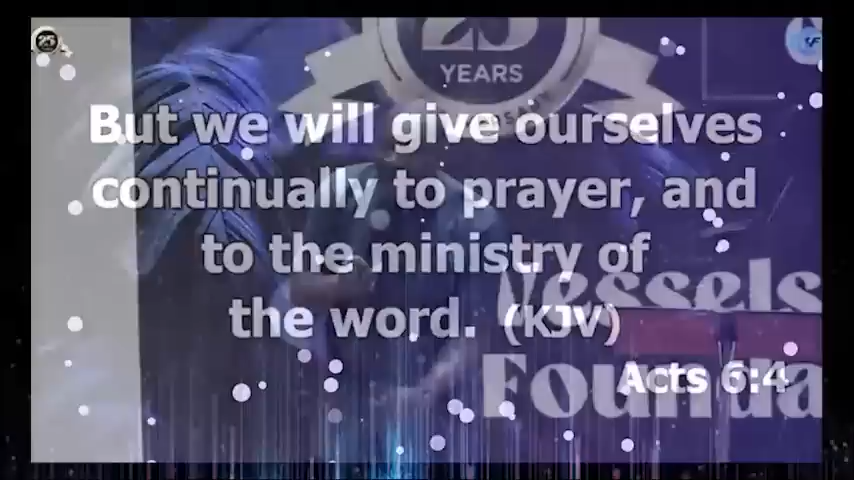 25
25
YEARS
But we will give ourselves
continually to prayer, and
to the ministry of
the word. (KJV)
Vessels
Acts 6:4
Founda